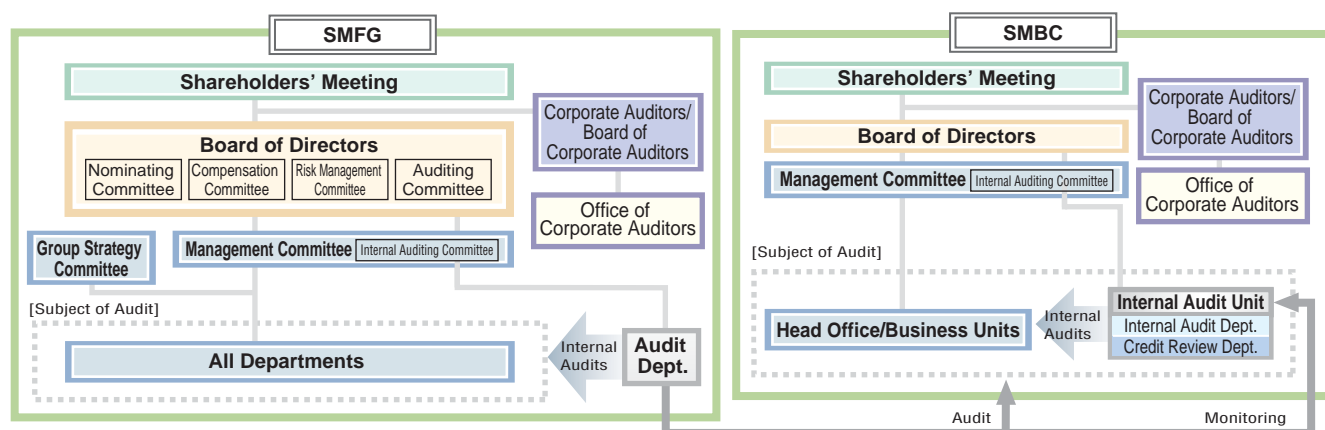 SMFG
Shareholders' Meeting
Corporate Auditors/
Board of
Corporate Auditors
Board of Directors
Nominating
Committee
Compensation
Committee
Risk Management
Committee
Auditing
Committee
Office of
Corporate Auditors
Group Strategy
Committee
Management Committee
Internal Auditing Committee
[Subject of Audit]
All Departments
Internal
Audits
Audit
Dept.
SMBC
Shareholders' Meeting
Corporate Auditors/
Board of
Corporate Auditors
Board of Directors
Management Committee
Internal Auditing Committee
Office of
Corporate Auditors
[Subject of Audit]
Head Office/Business Units
Internal
Audits
Internal Audit Unit
Internal Audit Dept.
Credit Review Dept.
Audit
Monitoring